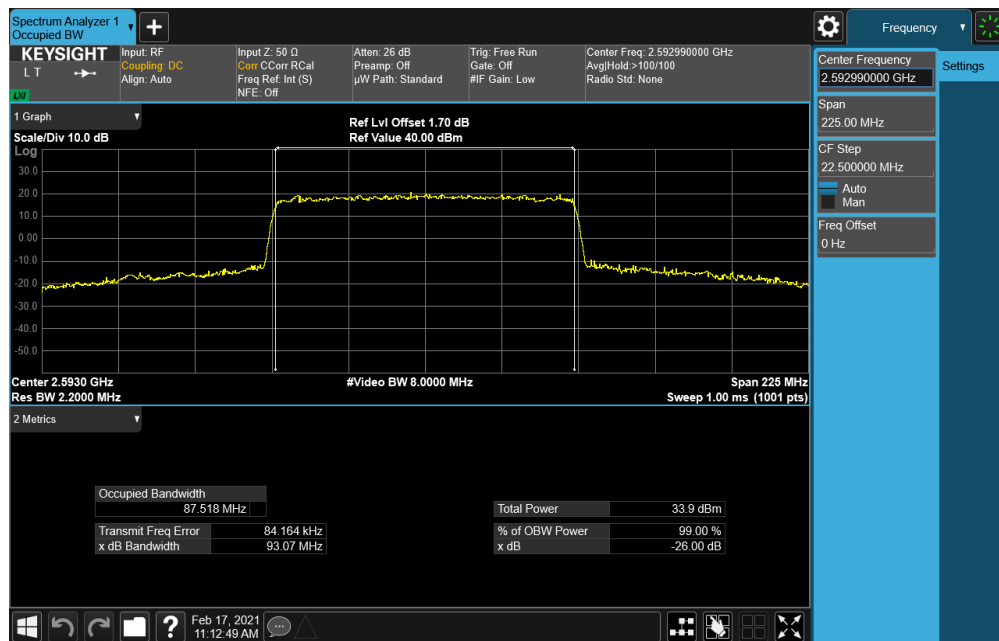 Spectrum Analyzer 1
Occupied BW
+
Frequency
KEYSIGHT
L T
LXI
Input: RF
Coupling: DC
Align: Auto
Input Z: 50 Ω
Corr CCorr RCal
Freq Ref: Int (S)
NFE: Off
Atten: 26 dB
Preamp: Off
µW Path: Standard
Trig: Free Run
Gate: Off
#IF Gain: Low
Center Freq: 2.592990000 GHz
Avg|Hold:>100/100
Radio Std: None
Center Frequency
2.592990000 GHz
Settings
Span
225.00 MHz
CF Step
22.500000 MHz
Auto
Man
Freq Offset
0 Hz
1 Graph
Scale/Div 10.0 dB
Ref Lvl Offset 1.70 dB
Ref Value 40.00 dBm
Log
30.0
20.0
10.0
0.00
-10.0
-20.0
-30.0
-40.0
-50.0
Center 2.5930 GHz
#Video BW 8.0000 MHz
Span 225 MHz
Res BW 2.2000 MHz
Sweep 1.00 ms (1001 pts)
2 Metrics
Occupied Bandwidth
87.518 MHz
Total Power 33.9 dBm
Transmit Freq Error 84.164 kHz
% of OBW Power 99.00 %
x dB Bandwidth 93.07 MHz
x dB -26.00 dB
?
Feb 17, 2021
11:12:49 AM